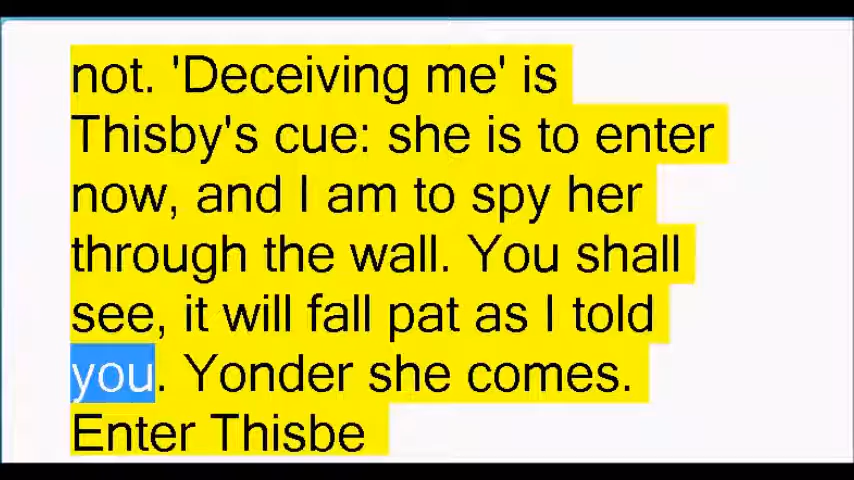 not. 'Deceiving me' is
Thisby's cue: she is to enter
now, and I am to spy her
through the wall. You shall
see, it will fall pat as I told
you. Yonder she comes.
Enter Thisbe